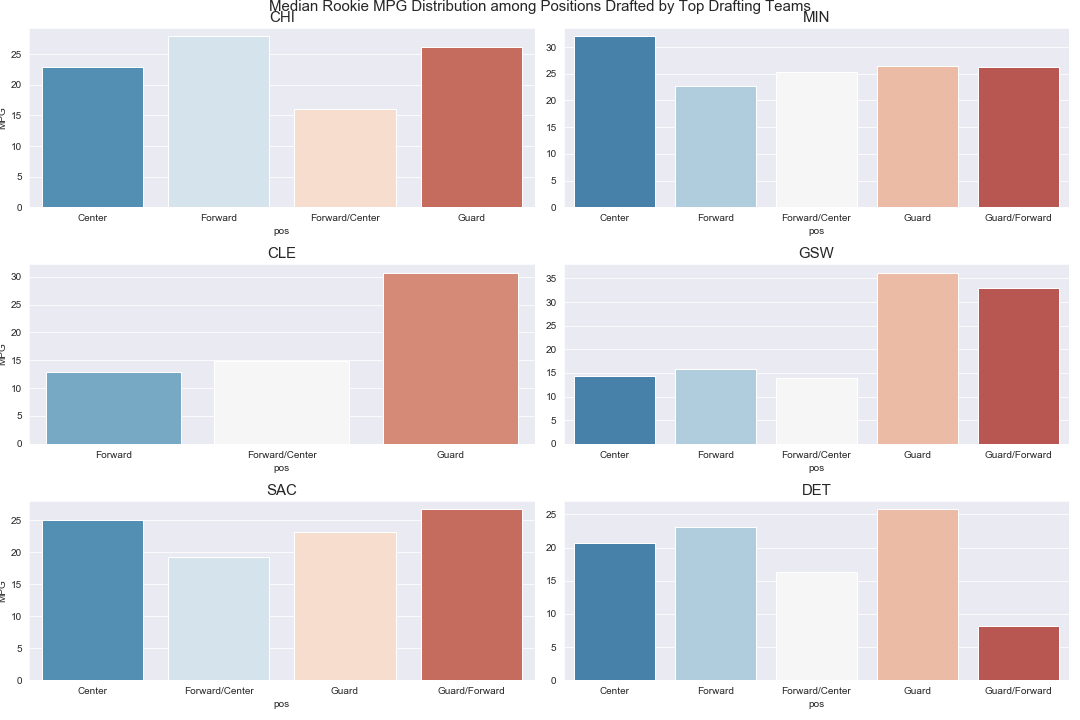 Median Rookie MPG Distribution among Positions Drafted by Top Drafting Teams
CHI
MPG
25
20
15
10
5
0
Center Forward Forward/Center Guard
pos
MIN
30
25
20
15
10
5
0
Center Forward Forward/Center Guard Guard/Forward
pos
CLE
MPG
30
25
20
15
10
5
0
Forward Forward/Center Guard
pos
GSW
35
30
25
20
15
10
5
0
Center Forward Forward/Center Guard Guard/Forward
pos
SAC
MPG
25
20
15
10
5
0
Center Forward/Center Guard Guard/Forward
pos
DET
25
20
15
10
5
0
Center Forward Forward/Center Guard Guard/Forward
pos